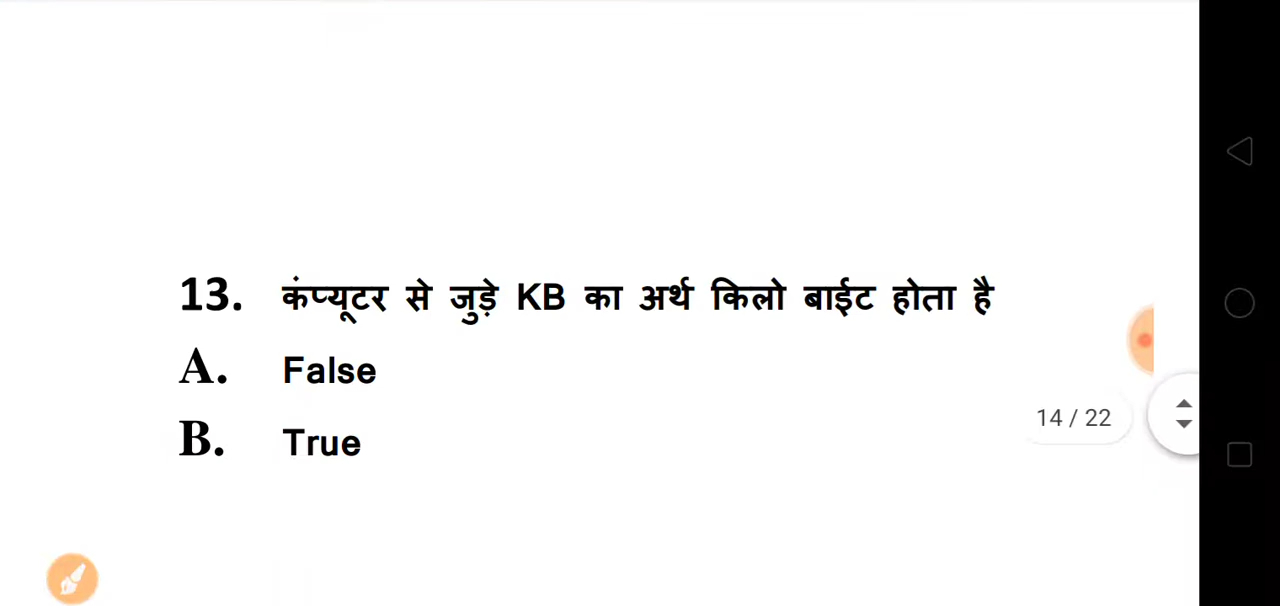 13. कंप्यूटर से जुड़े KB का अर्थ किलो बाईट होता है
A. False
14 / 22
B. True